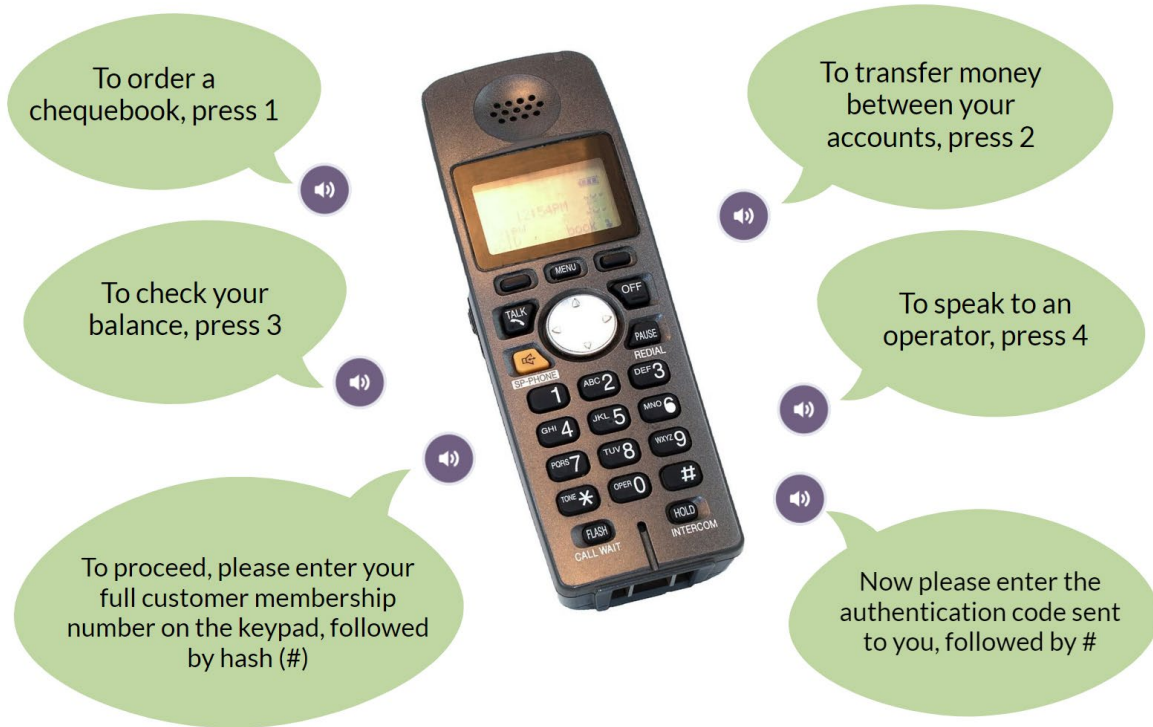 To order a
chequebook, press 1
To transfer money
between your
accounts, press 2
To check your
balance, press 3
To speak to an
operator, press 4
12:54PM
book
MENU
TALK
OFF
PAUSE
REDIAL
SP-PHONE
1 ABC 2 DEF 3
GHI 4 JKL 5 MNO 6
PQRS 7 TUV 8 WXYZ 9
TONE * OPER 0 #
FLASH HOLD
CALL WAIT INTERCOM
To proceed, please enter your
full customer membership
number on the keypad, followed
by hash (#)
Now please enter the
authentication code sent
to you, followed by #